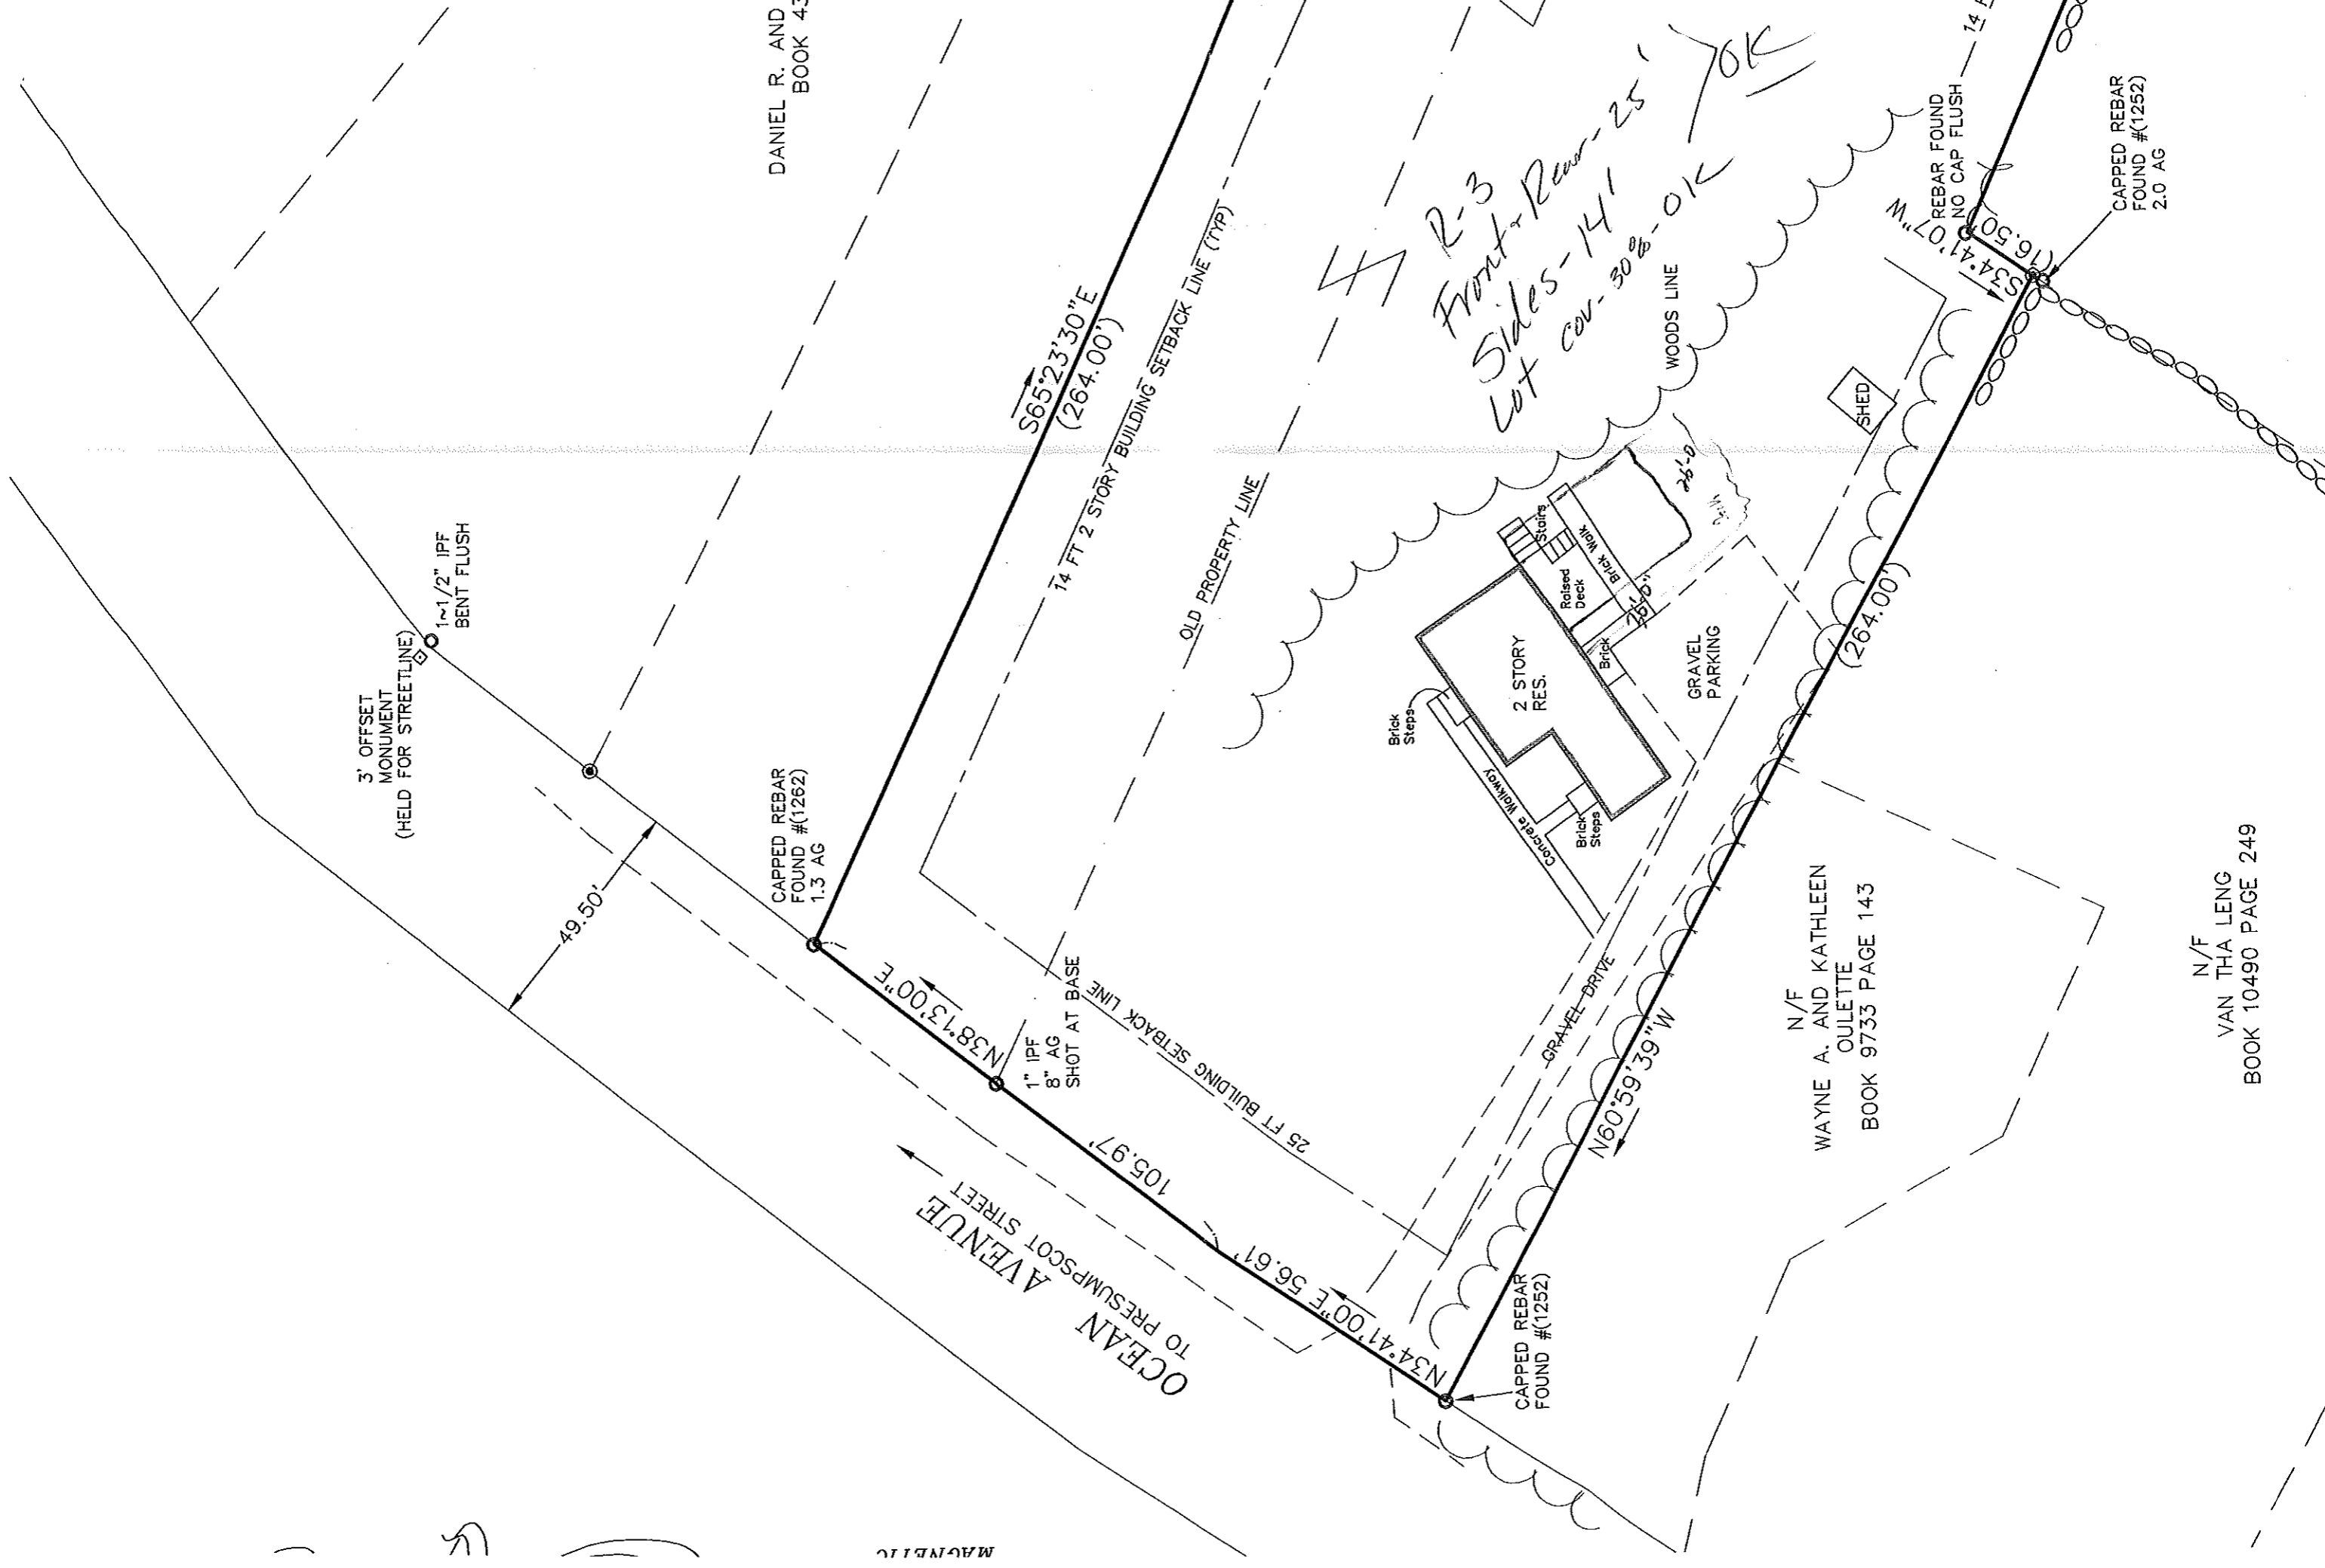 DANIEL R. AND
BOOK 43
3' OFFSET
MONUMENT
(HELD FOR STREETLINE)
1~1/2" IPF
BENT FLUSH
49.50'
CAPPED REBAR
FOUND #(1262)
1.3 AG
S65°23'30"E
(264.00')
14 FT 2 STORY BUILDING SETBACK LINE (TYP)
OLD PROPERTY LINE
R-3
Front & Rear - 25'
Sides - 14'
Lot cov - 30% - OK
OK
WOODS LINE
14 F
REBAR FOUND
NO CAP FLUSH
S34°41'07"W
(16.50')
CAPPED REBAR
FOUND #(1252)
2.0 AG
SHED
26'-0
26'-0"
Stairs
Raised
Deck
Brick Walk
Brick
2 STORY
RES.
GRAVEL
PARKING
Brick
Steps
Concrete Walkway
Brick
Steps
(264.00')
N38°13'00"E
105.97'
1" IPF
8" AG
SHOT AT BASE
25 FT BUILDING SETBACK LINE
GRAVEL DRIVE
N60°59'39"W
OCEAN
AVENUE
TO PRESUMPSCOT STREET
N34°41'00"E 56.61'
CAPPED REBAR
FOUND #(1252)
N/F
WAYNE A. AND KATHLEEN
OULETTE
BOOK 9733 PAGE 143
N/F
VAN THA LENG
BOOK 10490 PAGE 249
MAGNETIC